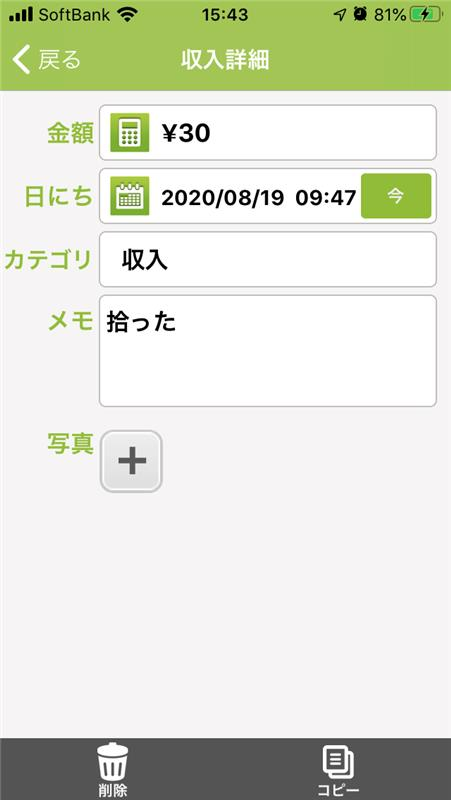 SoftBank 15:43 81%
戻る 収入詳細
金額 ¥30
日にち 2020/08/19 09:47 今
カテゴリ 収入
メモ 拾った
写真
削除 コピー